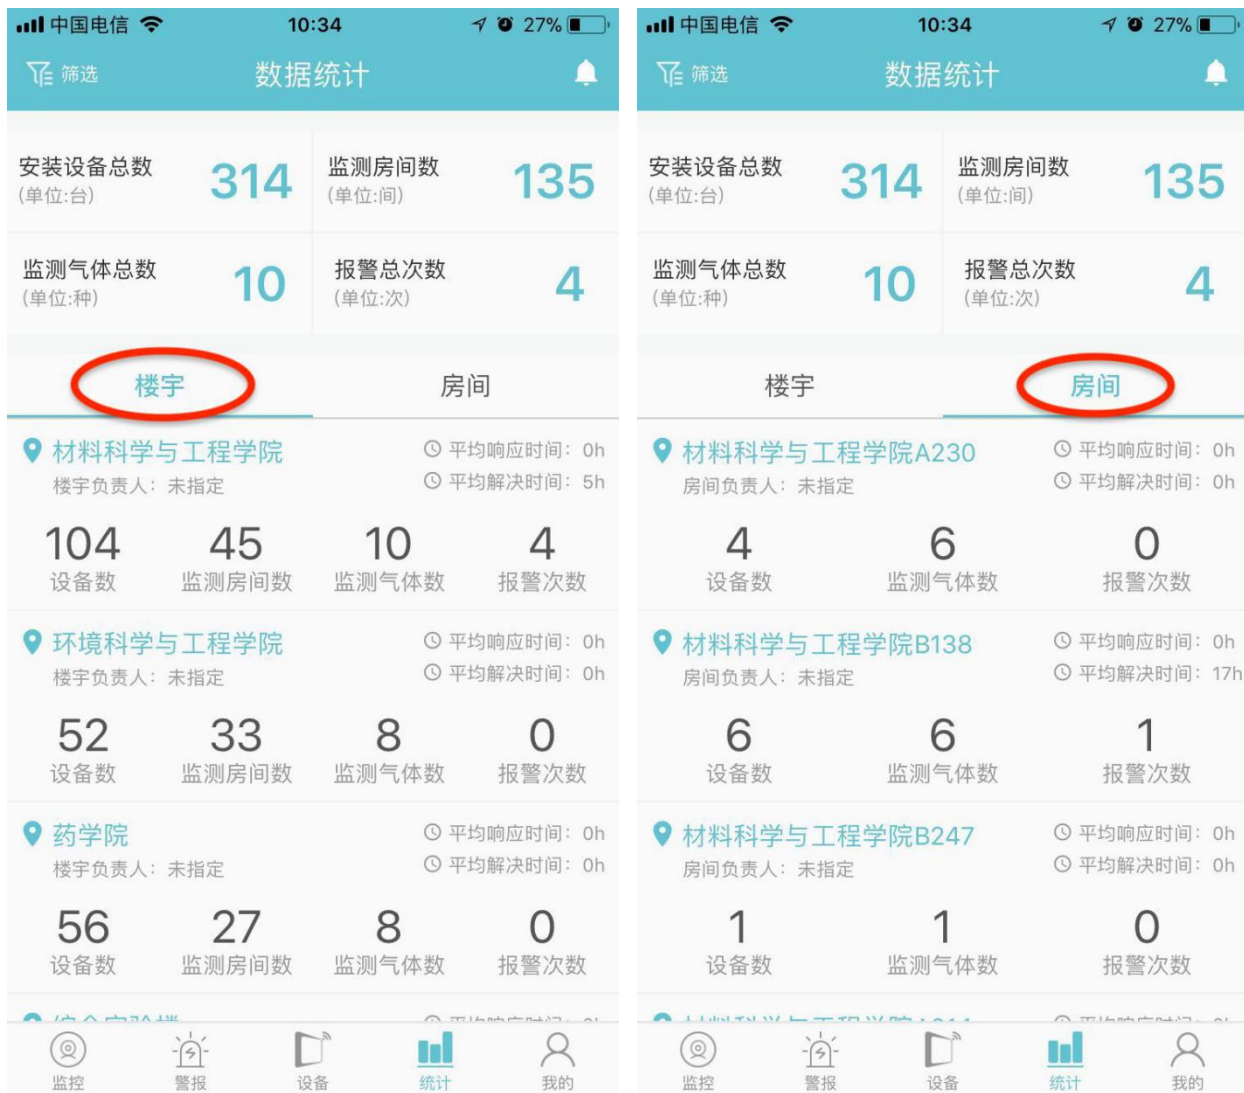 中国电信 10:34 27%
筛选 数据统计
安装设备总数 314 监测房间数 135
(单位:台) (单位:间)
监测气体总数 10 报警总次数 4
(单位:种) (单位:次)
楼宇 房间
材料科学与工程学院 平均响应时间：0h
楼宇负责人：未指定 平均解决时间：5h
104 45 10 4
设备数 监测房间数 监测气体数 报警次数
环境科学与工程学院 平均响应时间：0h
楼宇负责人：未指定 平均解决时间：0h
52 33 8 0
设备数 监测房间数 监测气体数 报警次数
药学院 平均响应时间：0h
楼宇负责人：未指定 平均解决时间：0h
56 27 8 0
设备数 监测房间数 监测气体数 报警次数
监控 警报 设备 统计 我的
中国电信 10:34 27%
筛选 数据统计
安装设备总数 314 监测房间数 135
(单位:台) (单位:间)
监测气体总数 10 报警总次数 4
(单位:种) (单位:次)
楼宇 房间
材料科学与工程学院A230 平均响应时间：0h
房间负责人：未指定 平均解决时间：0h
4 6 0
设备数 监测气体数 报警次数
材料科学与工程学院B138 平均响应时间：0h
房间负责人：未指定 平均解决时间：17h
6 6 1
设备数 监测气体数 报警次数
材料科学与工程学院B247 平均响应时间：0h
房间负责人：未指定 平均解决时间：0h
1 1 0
设备数 监测气体数 报警次数
监控 警报 设备 统计 我的